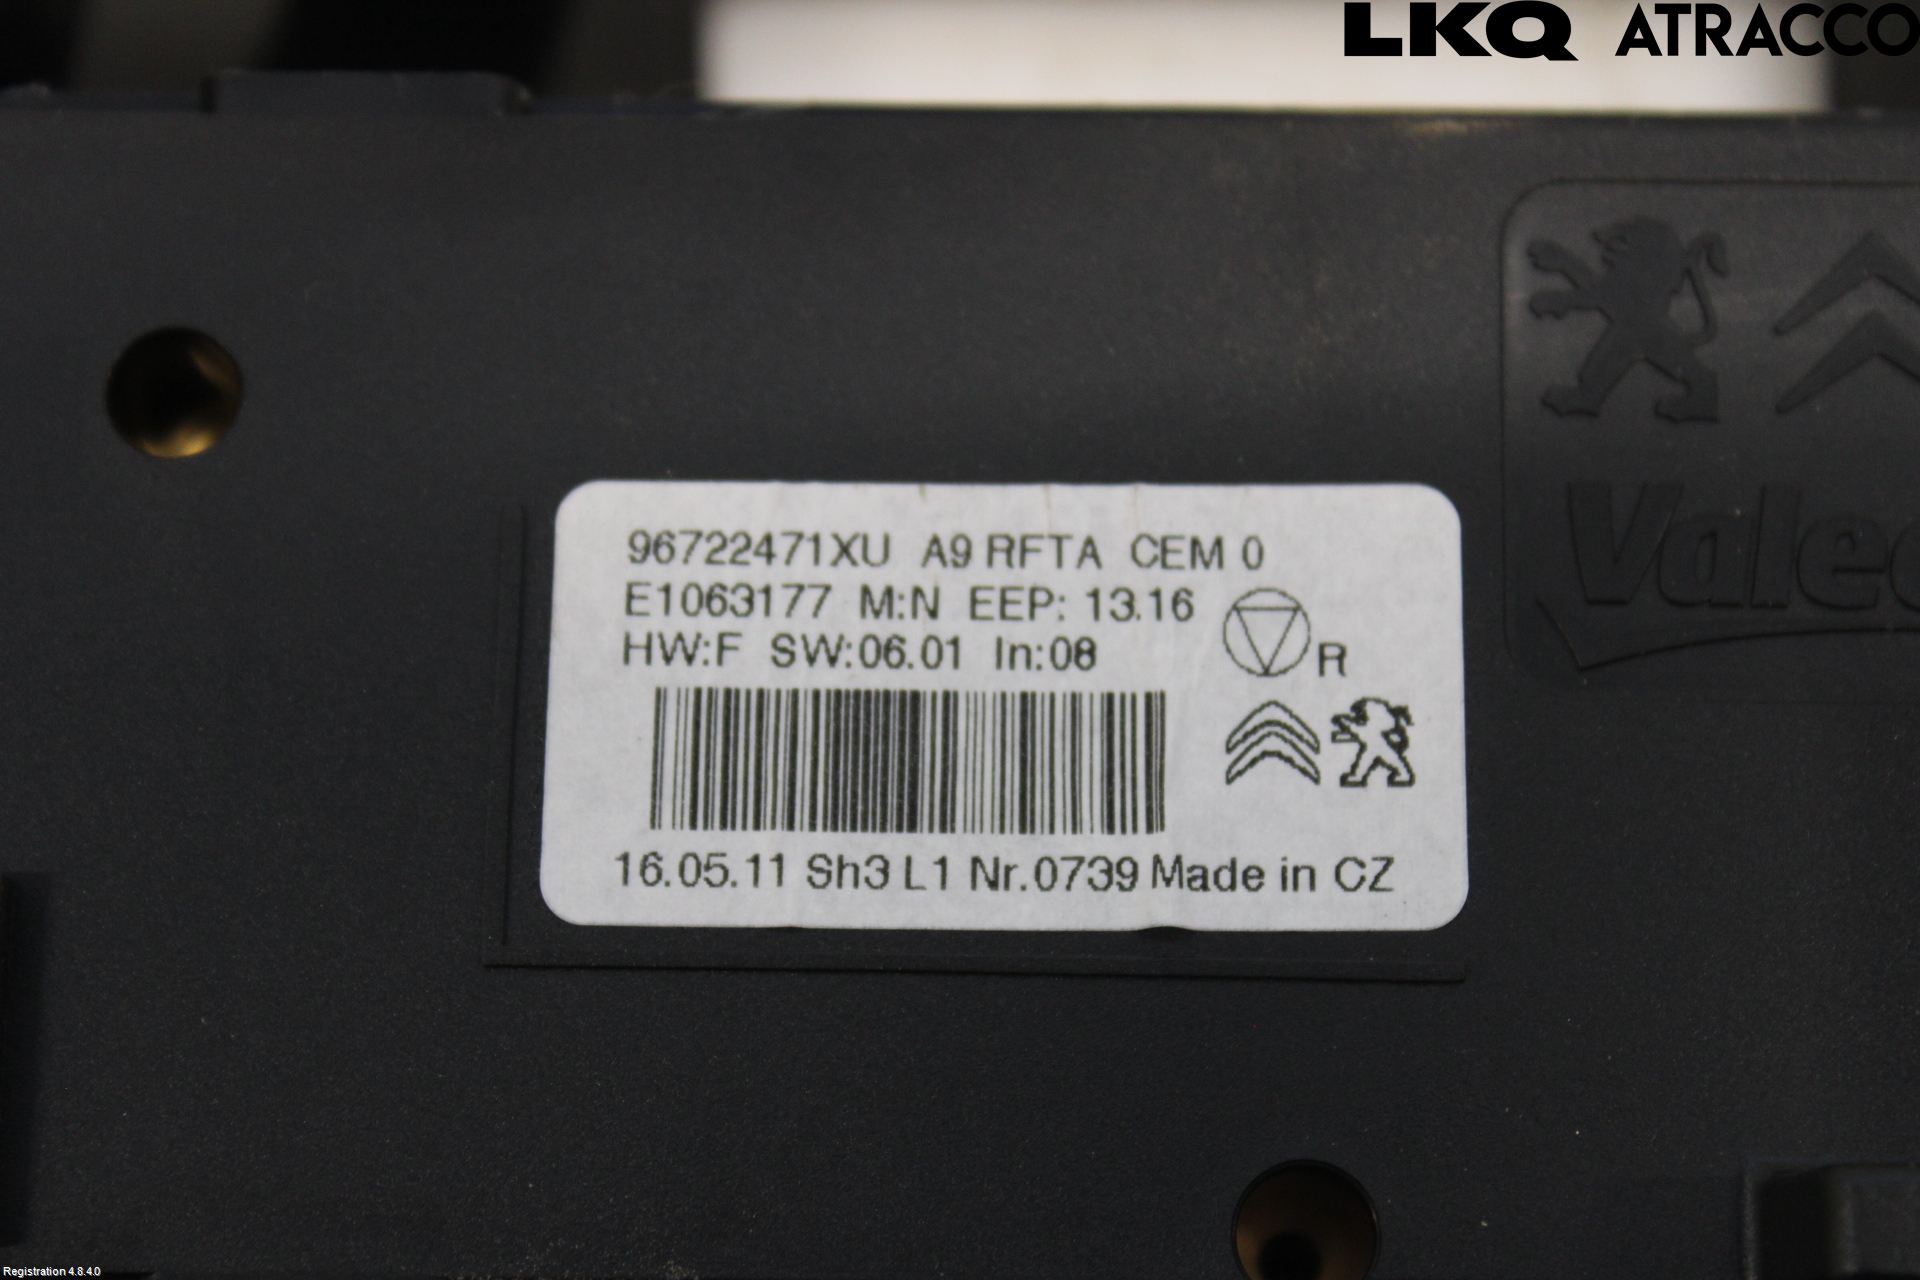 LKQ ATRACCO
96722471XU A9 RFTA CEM 0
E1063177 M:N EEP: 13.16
HW:F SW:06.01 In:08
R
16.05.11 Sh3 L1 Nr.0739 Made in CZ
Registration 4.8.4.0